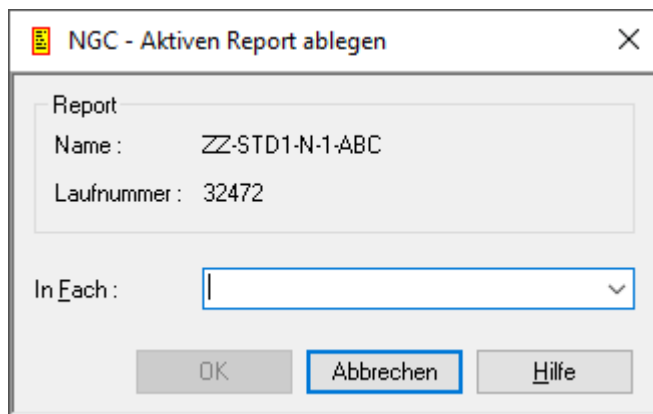 NGC - Aktiven Report ablegen
Report
Name : ZZ-STD1-N-1-ABC
Laufnummer : 32472
In Fach :
OK Abbrechen Hilfe